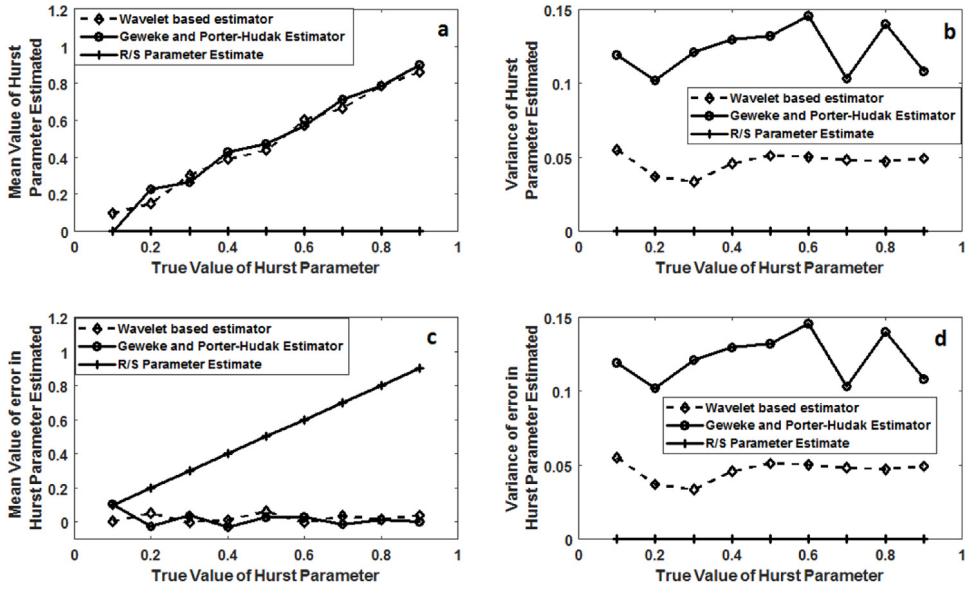 1.2
1
0.8
0.6
0.4
0.2
0
Mean Value of Hurst
Parameter Estimated
Wavelet based estimator
Geweke and Porter-Hudak Estimator
R/S Parameter Estimate
a
0 0.2 0.4 0.6 0.8 1
True Value of Hurst Parameter
0.15
0.1
0.05
0
Variance of Hurst
Parameter Estimated
b
Wavelet based estimator
Geweke and Porter-Hudak Estimator
R/S Parameter Estimate
0 0.2 0.4 0.6 0.8 1
True Value of Hurst Parameter
1.2
1
0.8
0.6
0.4
0.2
0
Mean Value of error in
Hurst Parameter Estimated
Wavelet based estimator
Geweke and Porter-Hudak Estimator
R/S Parameter Estimate
c
0 0.2 0.4 0.6 0.8 1
True Value of Hurst Parameter
0.15
0.1
0.05
0
Variance of error in
Hurst Parameter Estimated
d
Wavelet based estimator
Geweke and Porter-Hudak Estimator
R/S Parameter Estimate
0 0.2 0.4 0.6 0.8 1
True Value of Hurst Parameter